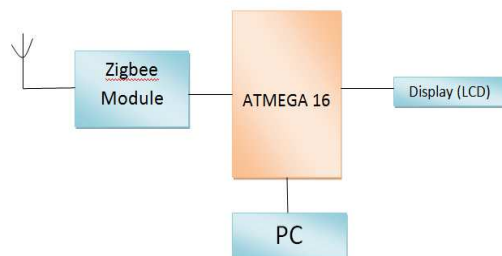 Zigbee
Module
ATMEGA 16
Display (LCD)
PC